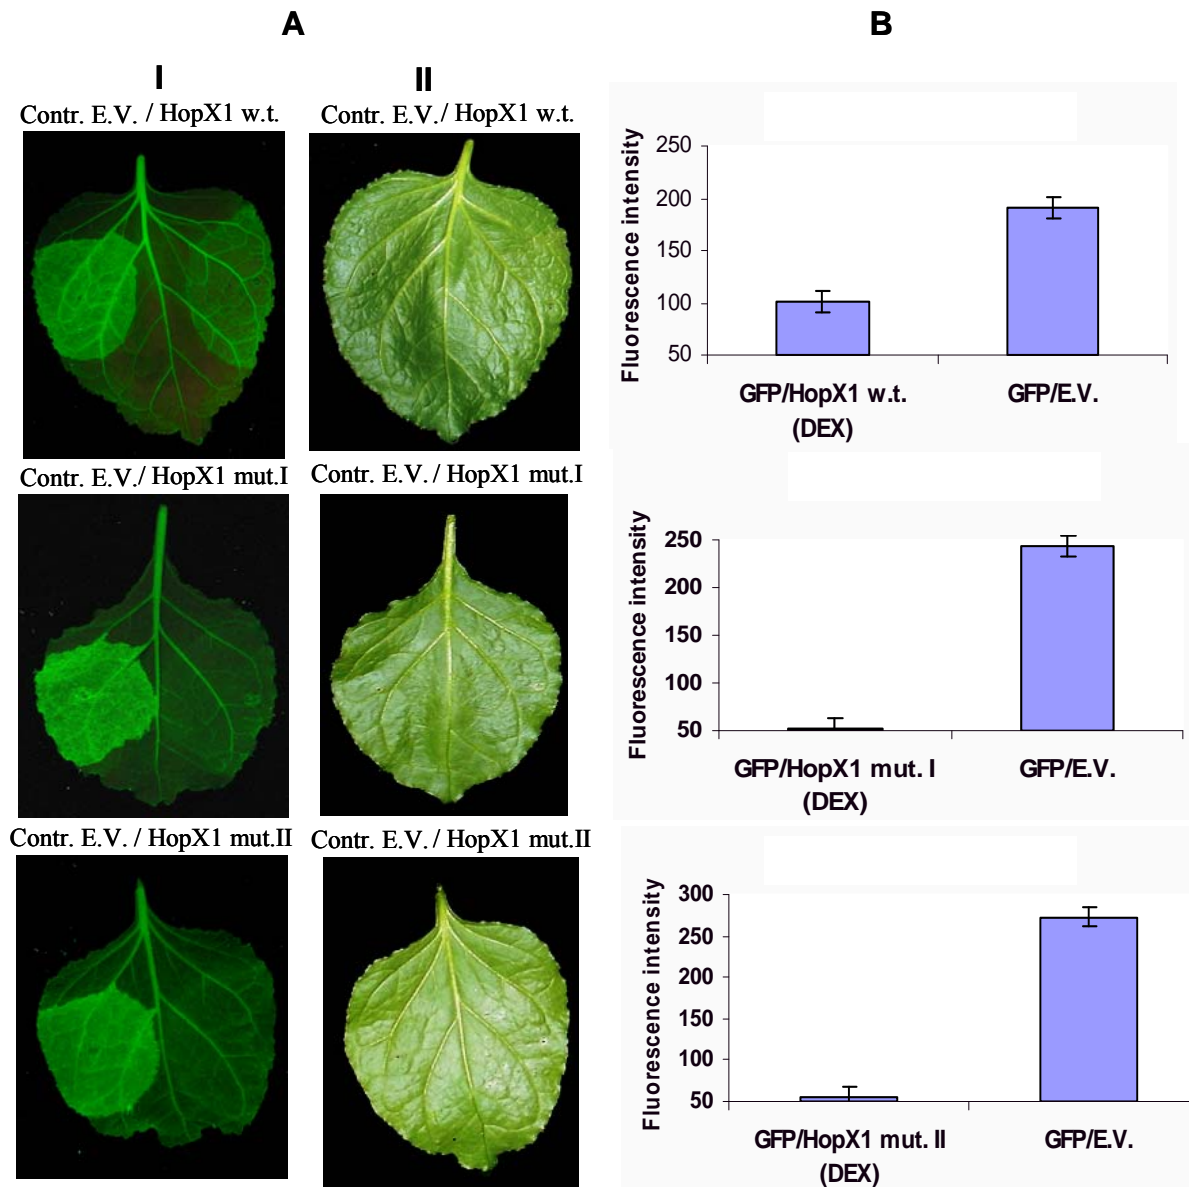 A
B
I
II
Contr. E.V. / HopX1 w.t.
Contr. E.V./ HopX1 w.t.
Fluorescence intensity
250
200
150
100
50
GFP/HopX1 w.t.
(DEX)
GFP/E.V.
Contr. E.V./ HopX1 mut.I
Contr. E.V./ HopX1 mut.I
Fluorescence intensity
250
200
150
100
50
GFP/HopX1 mut. I
(DEX)
GFP/E.V.
Contr. E.V./ HopX1 mut.II
Contr. E.V./ HopX1 mut.II
Fluorescence intensity
300
250
200
150
100
50
GFP/HopX1 mut. II
(DEX)
GFP/E.V.